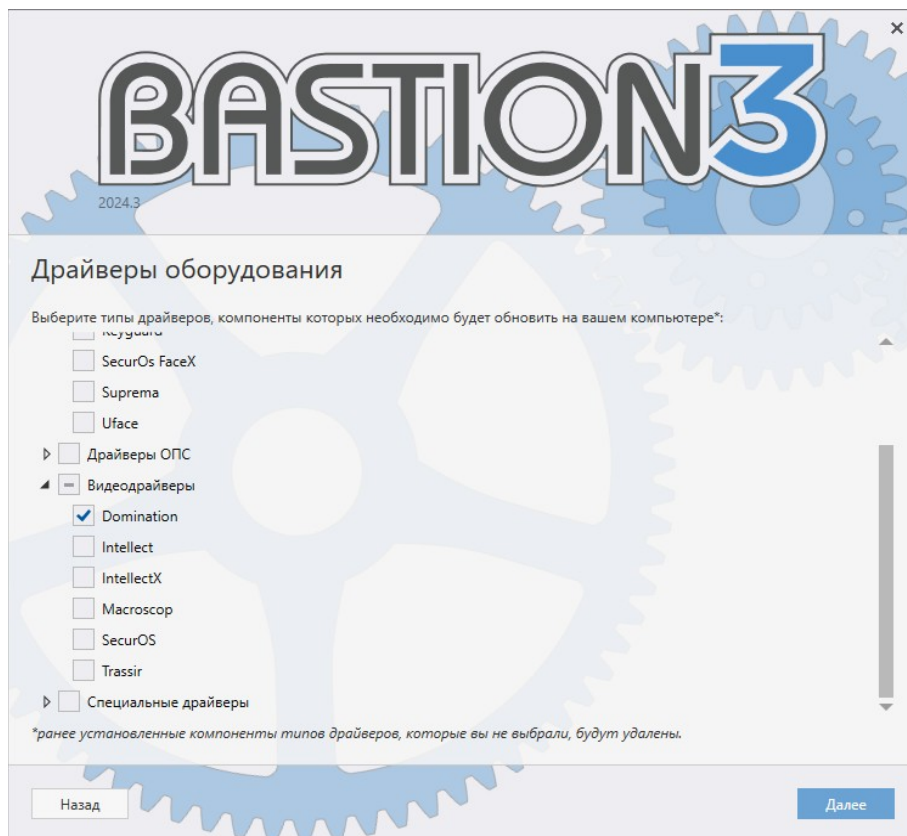 BASTION3
2024.3
Драйверы оборудования
Выберите типы драйверов, компоненты которых необходимо будет обновить на вашем компьютере*:
Keyguard
SecurOs FaceX
Suprema
Uface
Драйверы ОПС
Видеодрайверы
Domination
Intellect
IntellectX
Macroscop
SecurOS
Trassir
Специальные драйверы
*ранее установленные компоненты типов драйверов, которые вы не выбрали, будут удалены.
Назад
Далее